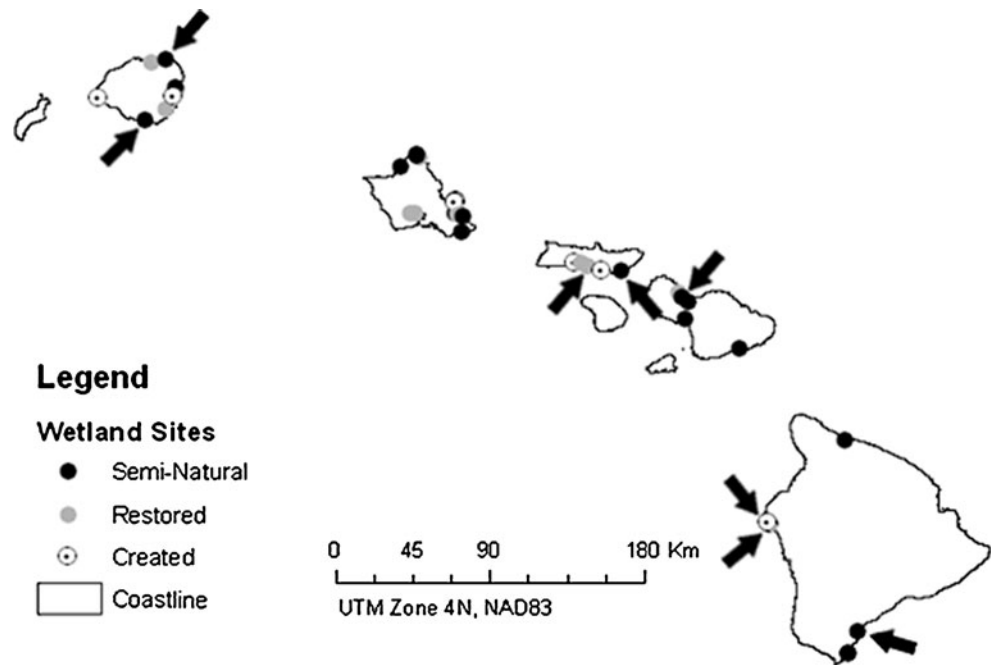 Legend
Wetland Sites
Semi-Natural
Restored
Created
Coastline
0 45 90 180 Km
UTM Zone 4N, NAD83